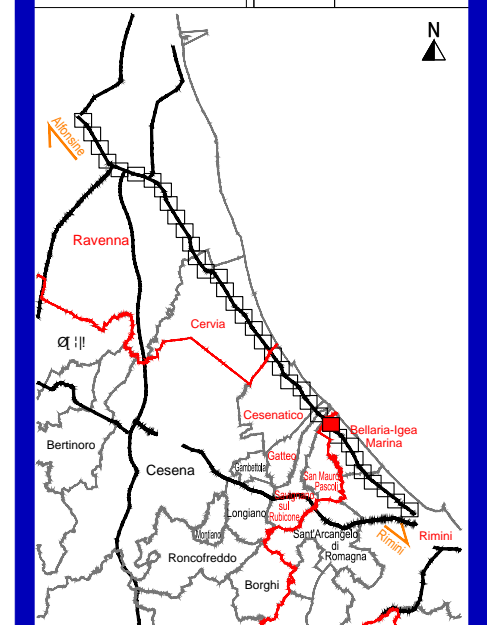 N
Alfonsine
Ravenna
Cervia
Bertinoro
Cesenatico
Bellaria-Igea
Marina
Gatteo
Gambettola
Cesena
San Mauro
Pascoli
Savignano
sul
Rubicone
Longiano
Montiano
Sant'Arcangelo
di
Romagna
Rimini
Rimini
Roncofreddo
Borghi